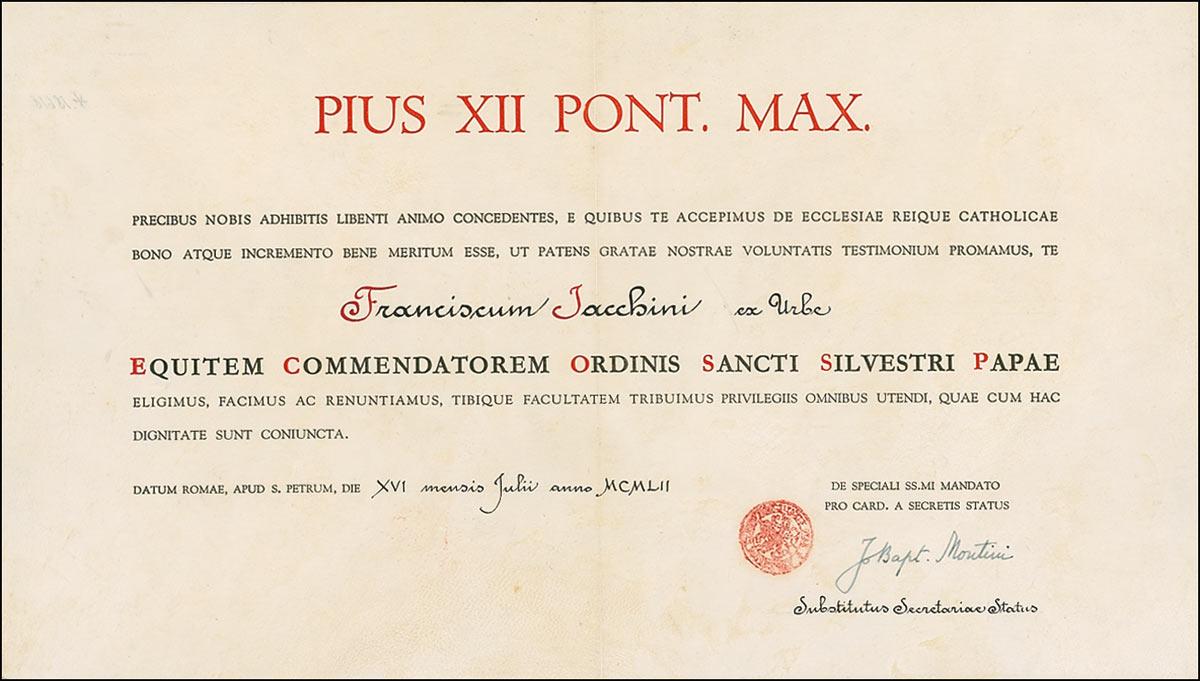 PIUS XII PONT. MAX.
PRECIBUS NOBIS ADHIBITIS LIBENTI ANIMO CONCEDENTES, E QUIBUS TE ACCEPIMUS DE ECCLESIAE REIQUE CATHOLICAE
BONO ATQUE INCREMENTO BENE MERITUM ESSE, UT PATENS GRATAE NOSTRAE VOLUNTATIS TESTIMONIUM PROMAMUS, TE
Franciscum Iacchini ex Urbe
EQUITEM COMMENDATOREM ORDINIS SANCTI SILVESTRI PAPAE
ELIGIMUS, FACIMUS AC RENUNTIAMUS, TIBIQUE FACULTATEM TRIBUIMUS PRIVILEGIIS OMNIBUS UTENDI, QUAE CUM HAC
DIGNITATE SUNT CONIUNCTA.
DATUM ROMAE, APUD S. PETRUM, DIE XVI mensis Julii anno MCMLII
DE SPECIALI SS.MI MANDATO
PRO CARD. A SECRETIS STATUS
Jo Bapt. Montini
Substitutus Secretariae Status